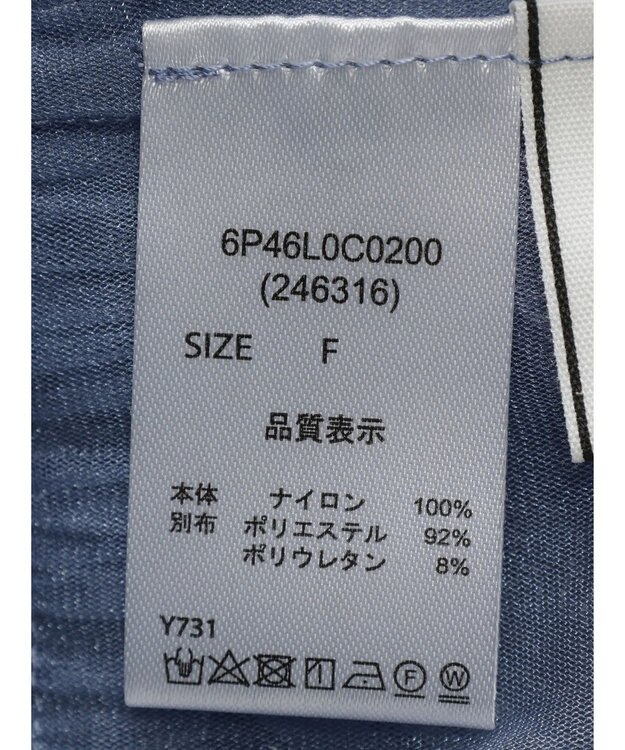 6P46L0C0200
(246316)
SIZE F
品質表示
本体 ナイロン 100%
別布 ポリエステル 92%
ポリウレタン 8%
Y731
F W